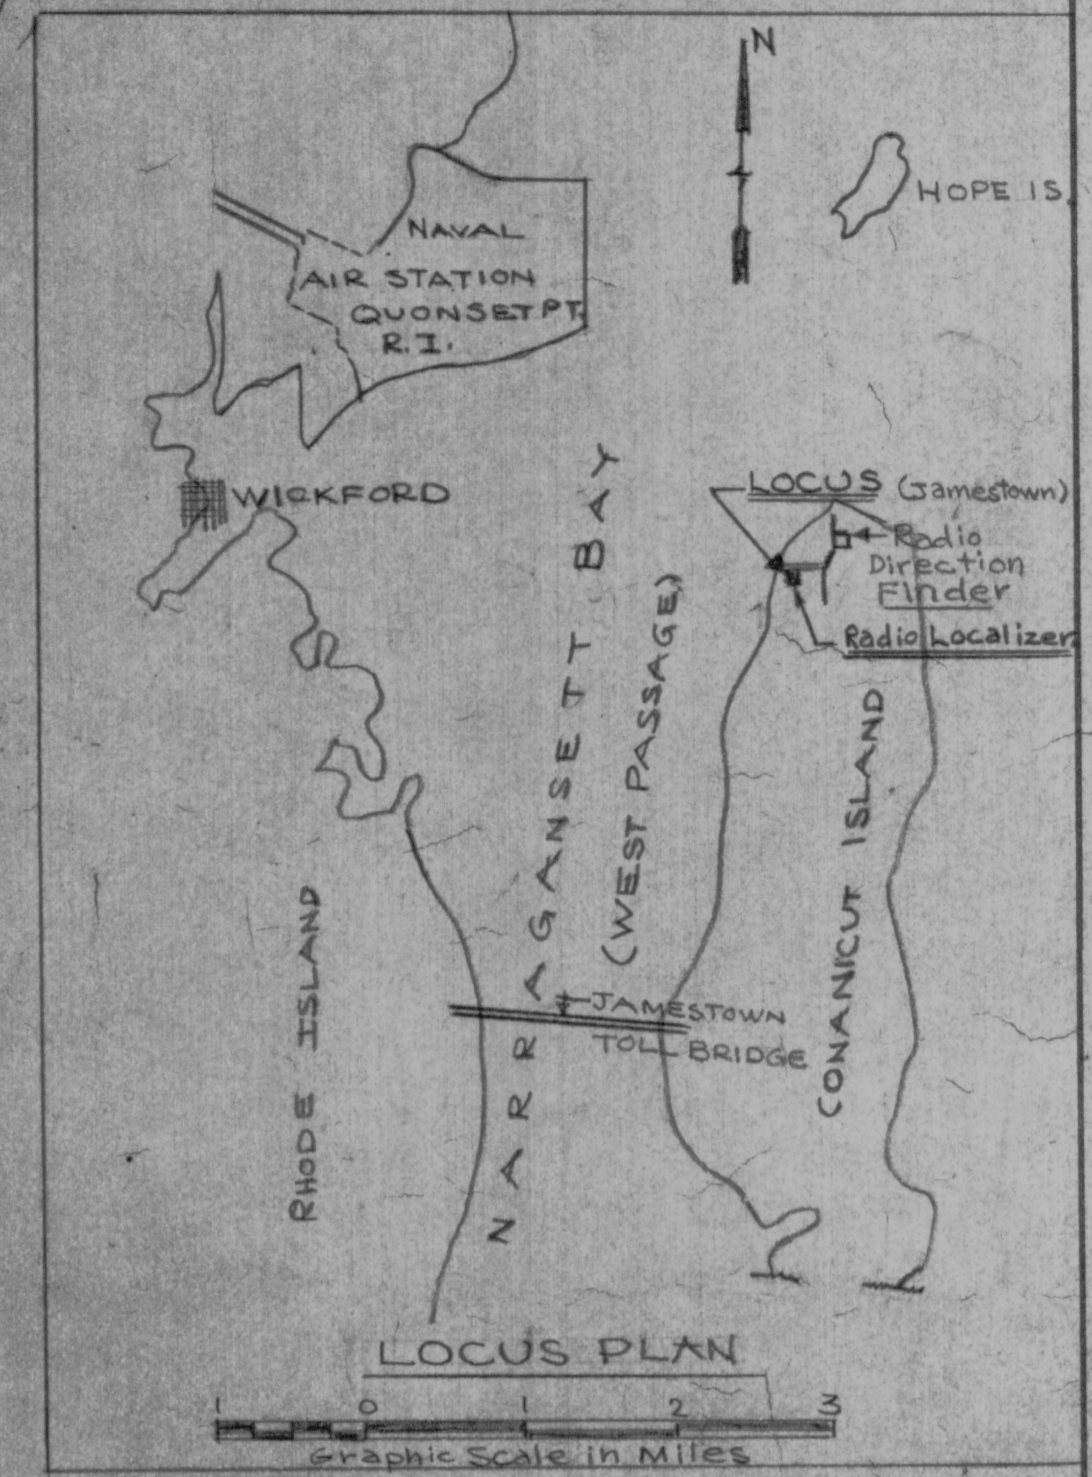 N
HOPE IS.
NAVAL
AIR STATION
QUONSET PT.
R.I.
WICKFORD
LOCUS (Jamestown)
Radio
Direction
Finder
Radio Localizer
NARRAGANSETT BAY
(WEST PASSAGE)
CONANICUT ISLAND
RHODE ISLAND
JAMESTOWN
TOLL BRIDGE
LOCUS PLAN
1 0 1 2 3
Graphic Scale in Miles